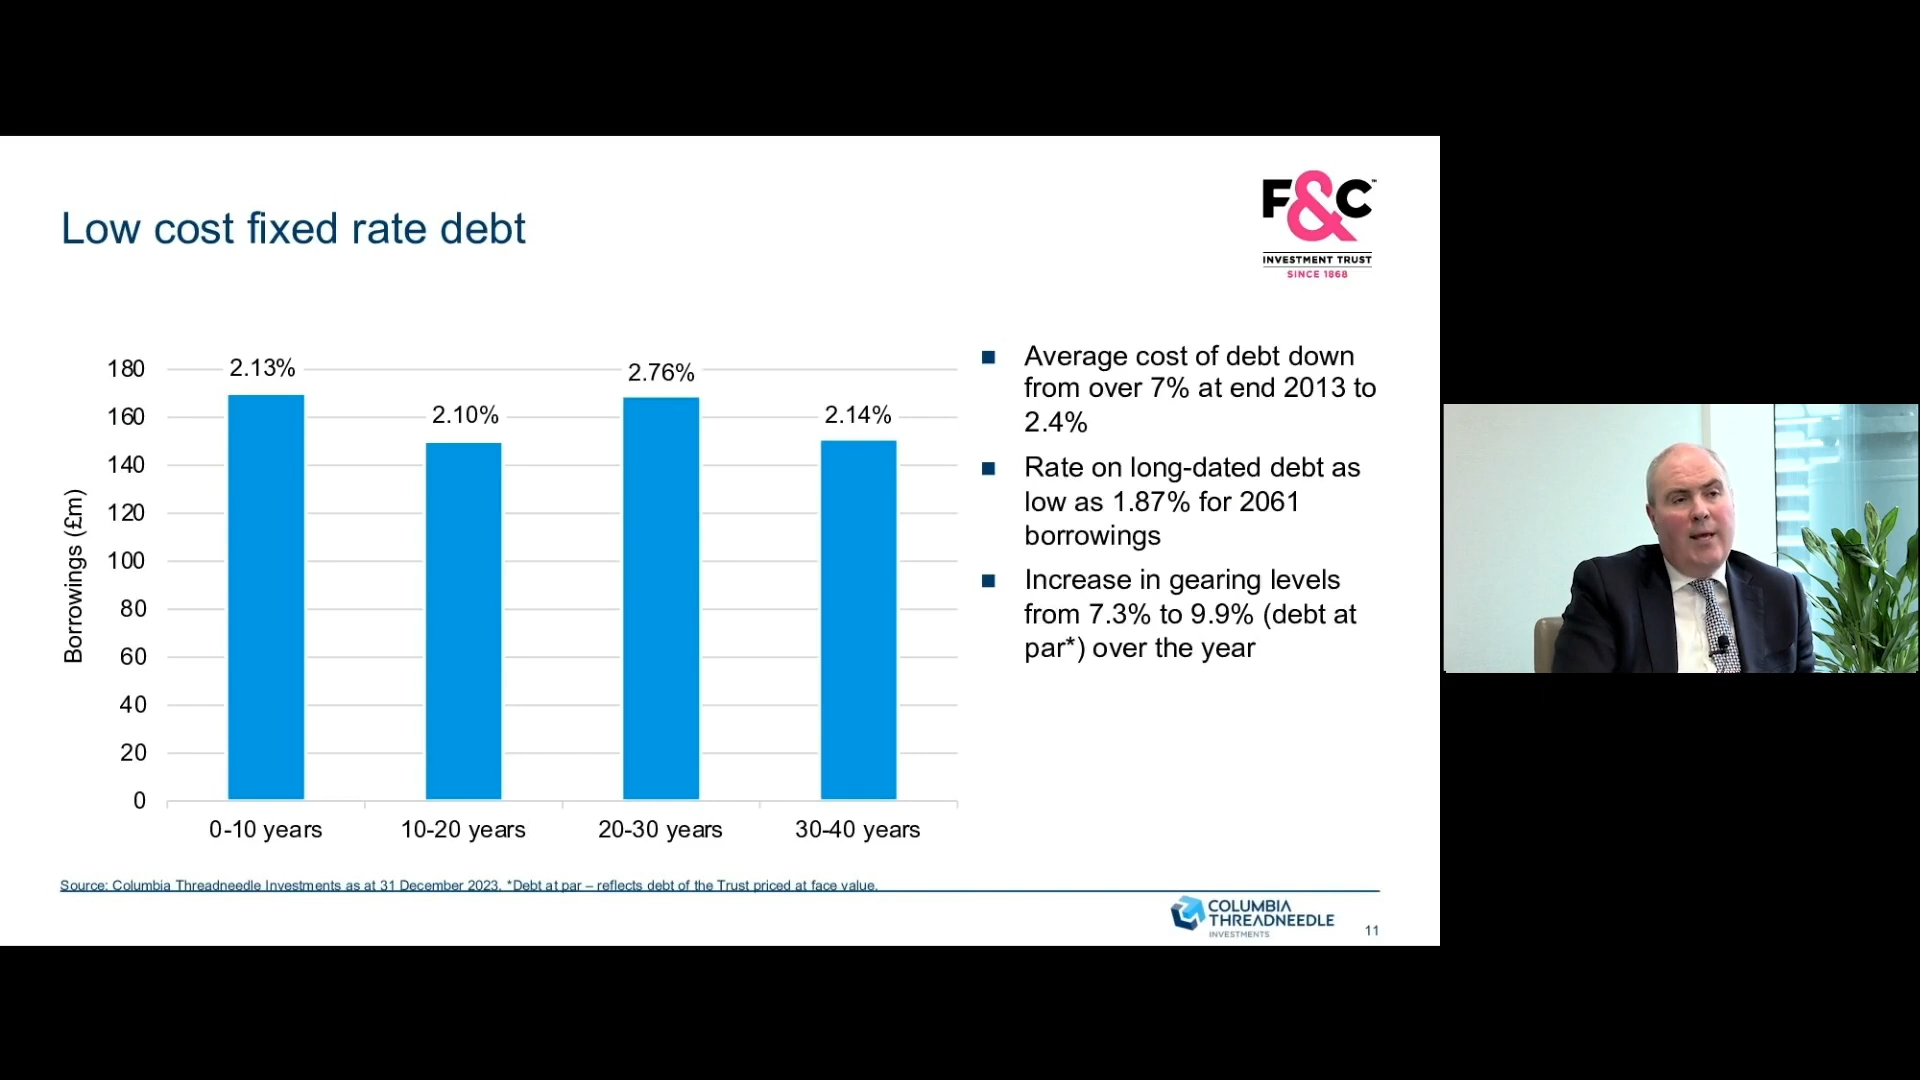 Low cost fixed rate debt
F&C™
INVESTMENT TRUST
SINCE 1868
Borrowings (£m)
180
160
140
120
100
80
60
40
20
0
2.13%
2.10%
2.76%
2.14%
0-10 years
10-20 years
20-30 years
30-40 years
Average cost of debt down
from over 7% at end 2013 to
2.4%
Rate on long-dated debt as
low as 1.87% for 2061
borrowings
Increase in gearing levels
from 7.3% to 9.9% (debt at
par*) over the year
Source: Columbia Threadneedle Investments as at 31 December 2023. *Debt at par – reflects debt of the Trust priced at face value.
COLUMBIA
THREADNEEDLE
INVESTMENTS
11